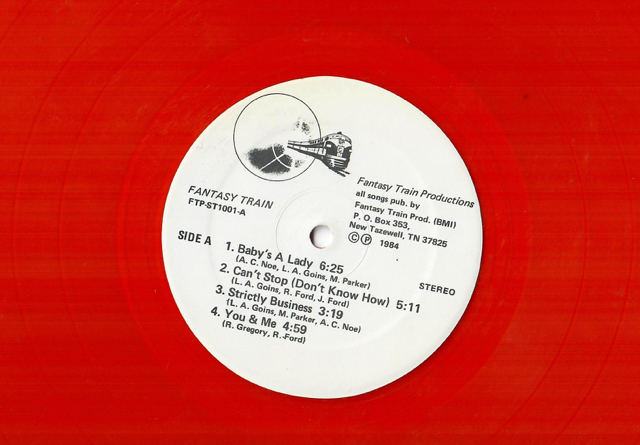 FANTASY TRAIN
FTP-ST1001-A
Fantasy Train Productions
all songs pub. by
Fantasy Train Prod. (BMI)
P. O. Box 353,
New Tazewell, TN 37825
© ℗ 1984
SIDE A
STEREO
1. Baby's A Lady 6:25
(A. C. Noe, L. A. Goins, M. Parker)
2. Can't Stop (Don't Know How) 5:11
(L. A. Goins, R. Ford, J. Ford)
3. Strictly Business 3:19
(L. A. Goins, M. Parker, A. C. Noe)
4. You & Me 4:59
(R. Gregory, R. Ford)